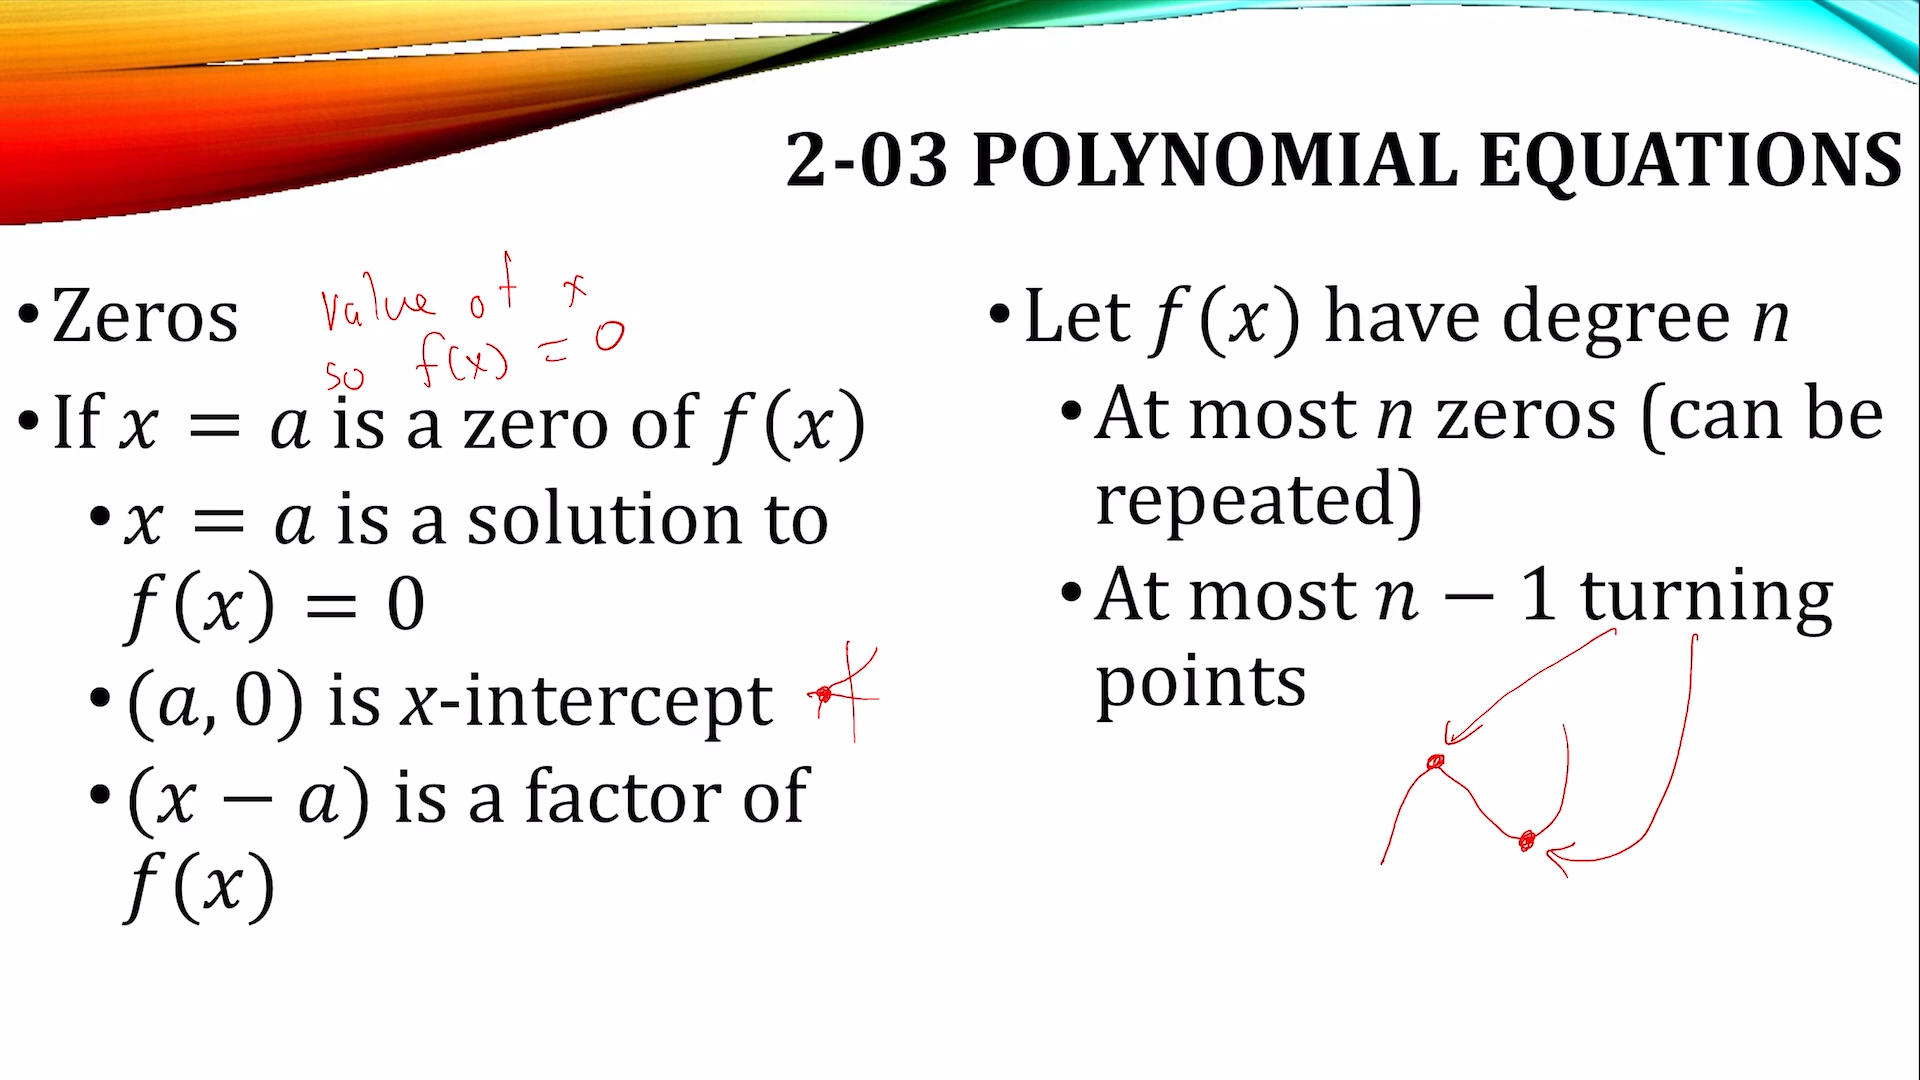 2-03 POLYNOMIAL EQUATIONS
•Zeros
value of x
so f(x) = 0
•If x = a is a zero of f(x)
•x = a is a solution to
f(x) = 0
•(a, 0) is x-intercept
•(x − a) is a factor of
f(x)
•Let f(x) have degree n
•At most n zeros (can be
repeated)
•At most n − 1 turning
points